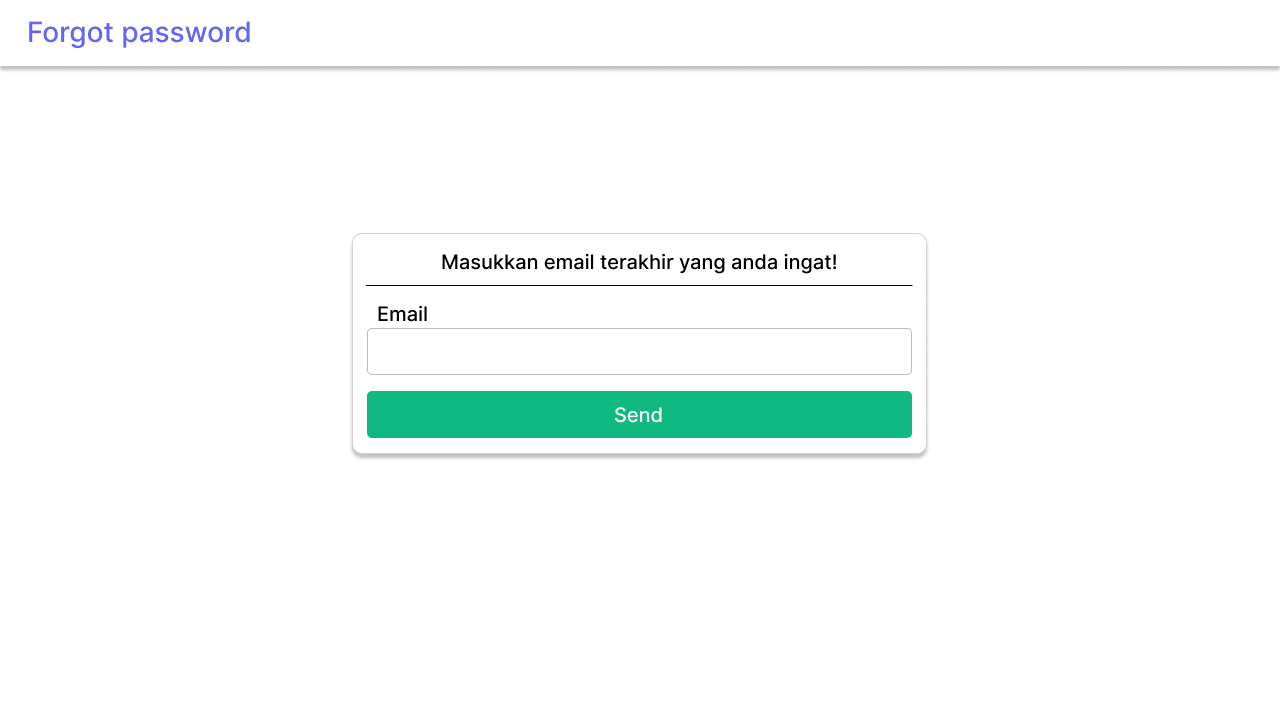 Forgot password
Masukkan email terakhir yang anda ingat!
Email
Send